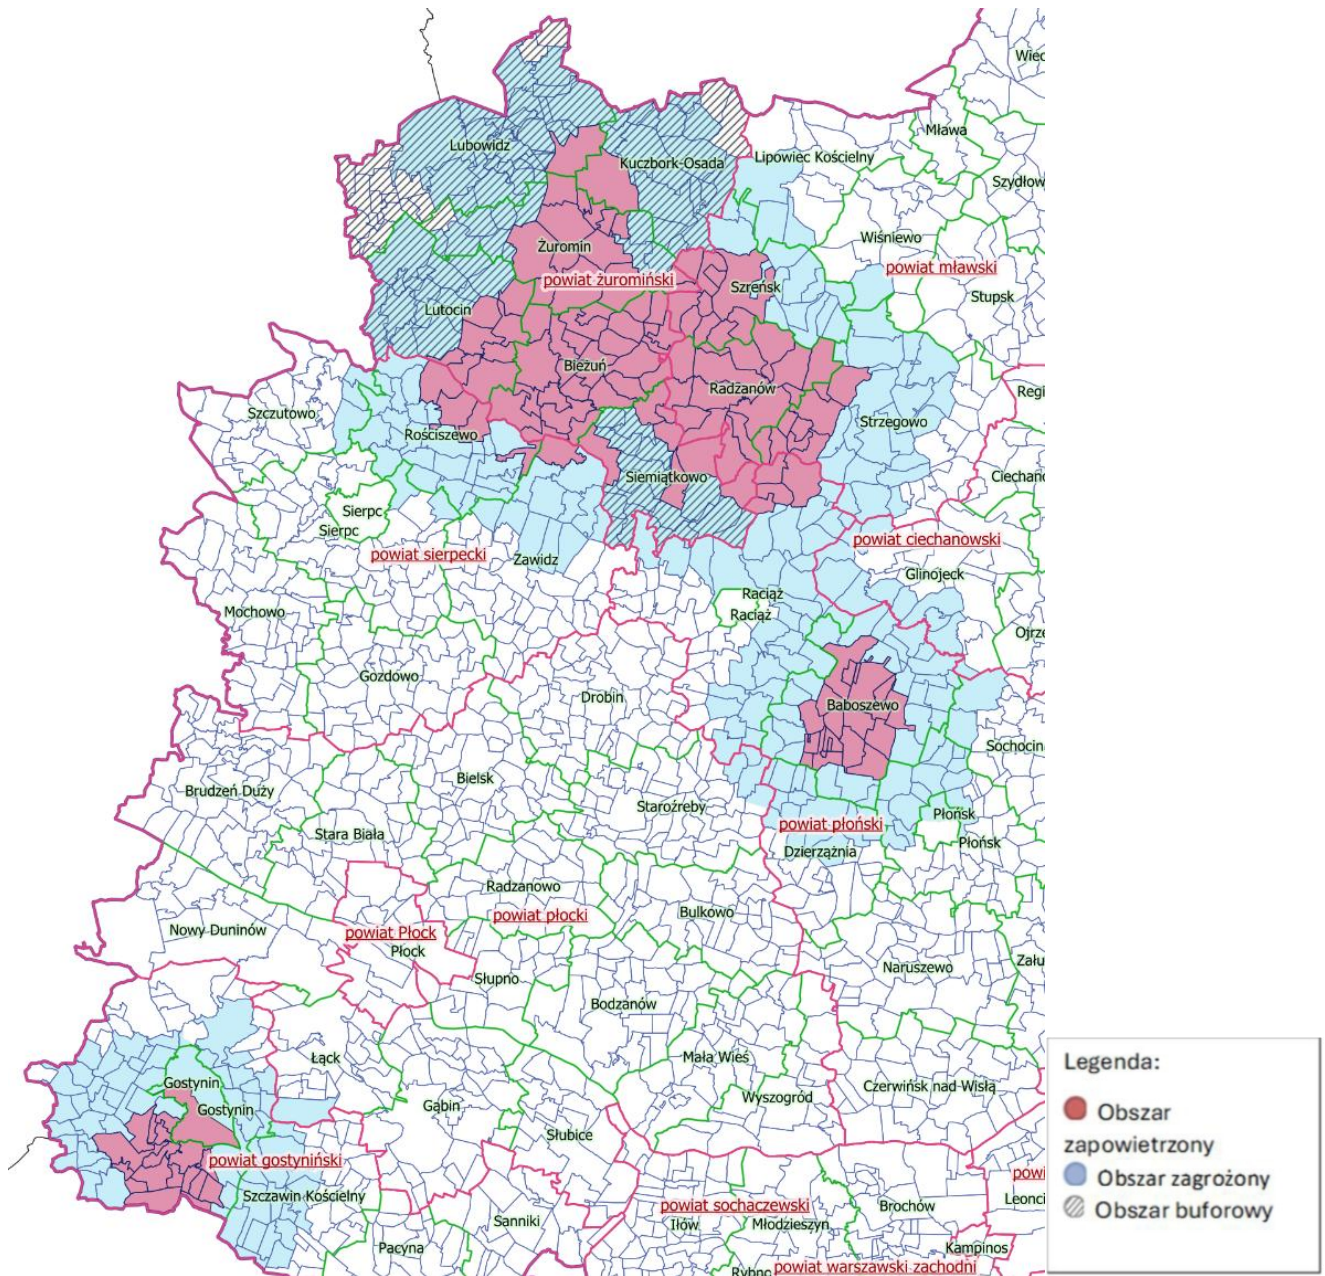 Wiec
Mława
Lubowidz
Kuczbork-Osada
Lipowiec Kościelny
Szydłow
Żuromin
Wiśniewo
powiat żuromiński
powiat mławski
Szreńsk
Stupsk
Lutocin
Bieżuń
Radzanów
Regi
Szczutowo
Strzegowo
Rościszewo
Siemiątkowo
Ciechano
Sierpc
Sierpc
powiat sierpecki
powiat ciechanowski
Zawidz
Glinojeck
Raciąż
Raciąż
Mochowo
Ojrze
Gozdowo
Drobin
Baboszewo
Sochocin
Bielsk
Brudzeń Duży
Staroźreby
Płońsk
powiat płoński
Stara Biała
Płońsk
Dzierzążnia
Radzanowo
Bulkowo
powiat płocki
Nowy Duninów
powiat Płock
Płock
Naruszewo
Zału
Słupno
Bodzanów
Łąck
Mała Wieś
Gostynin
Czerwińsk nad Wisłą
Wyszogród
Gąbin
Gostynin
Słubice
powiat gostyniński
powi
Szczawin Kościelny
powiat sochaczewski
Brochów
Leonci
Sanniki
Iłów
Młodzieszyn
Pacyna
Kampinos
Rybno
powiat warszawski zachodni
Legenda:
Obszar
zapowietrzony
Obszar zagrożony
Obszar buforowy